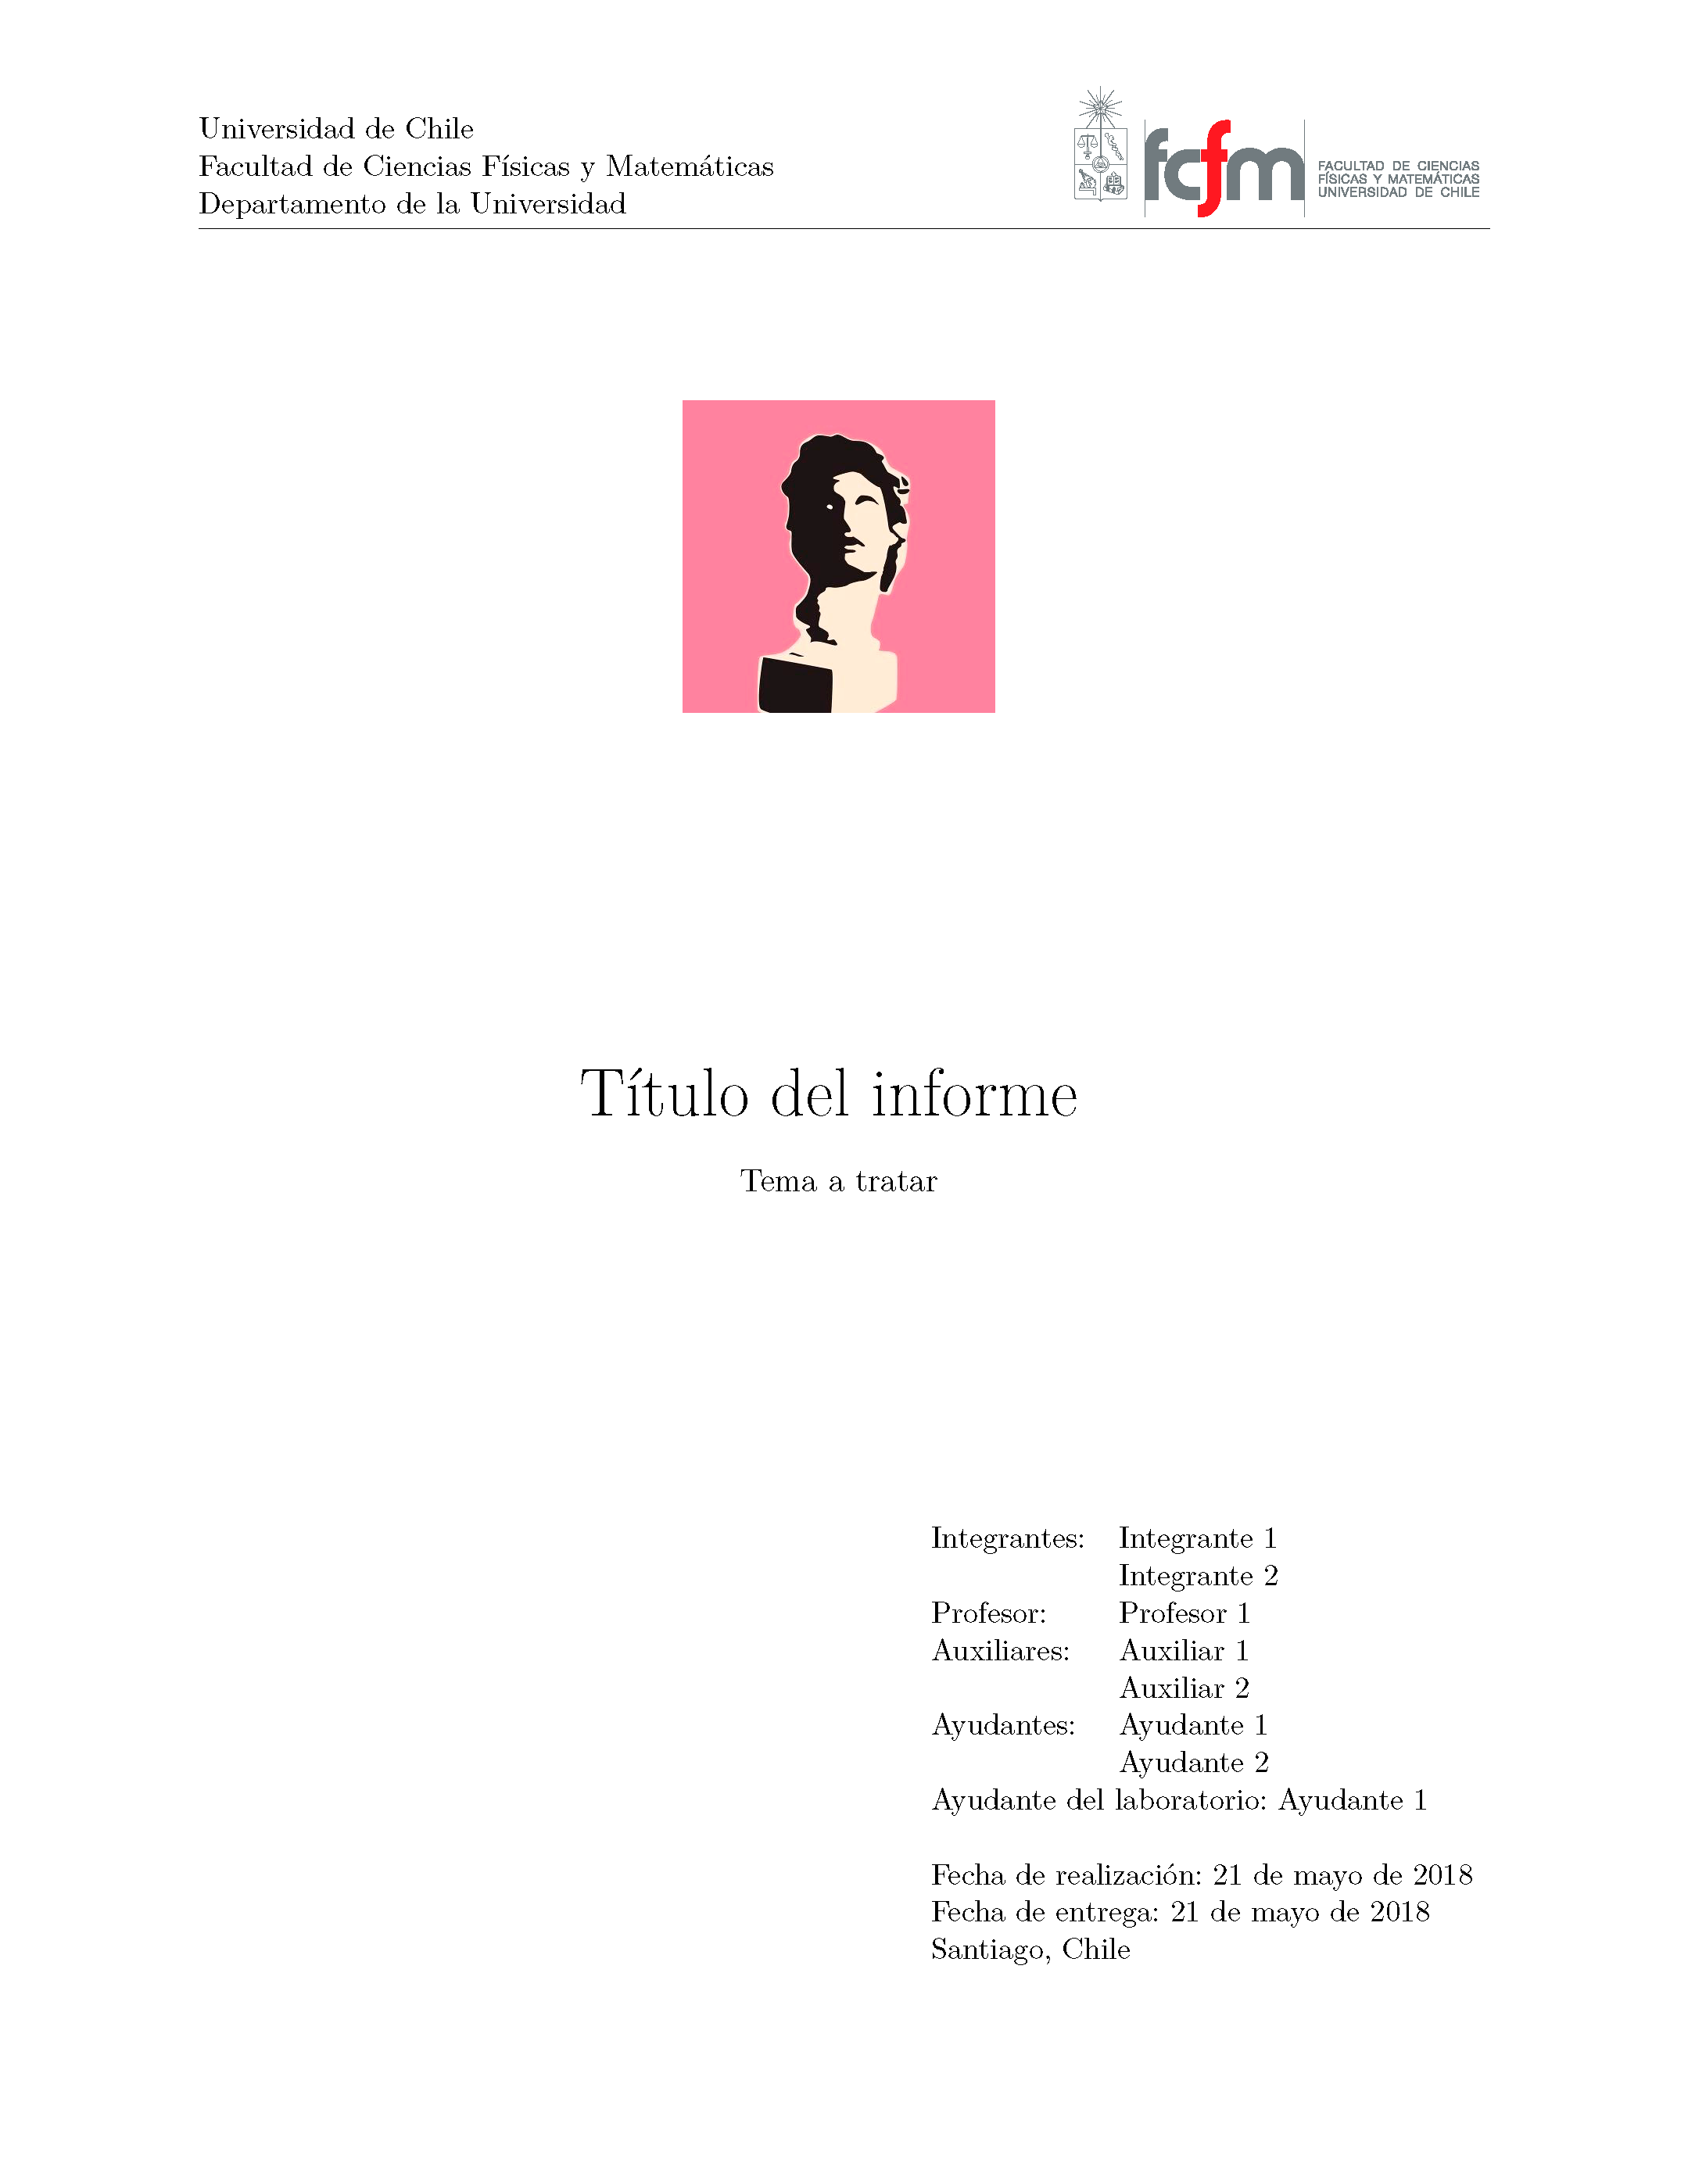 Universidad de Chile
Facultad de Ciencias Físicas y Matemáticas
Departamento de la Universidad
fcfm
FACULTAD DE CIENCIAS
FÍSICAS Y MATEMÁTICAS
UNIVERSIDAD DE CHILE
Título del informe
Tema a tratar
Integrantes: Integrante 1
Integrante 2
Profesor: Profesor 1
Auxiliares: Auxiliar 1
Auxiliar 2
Ayudantes: Ayudante 1
Ayudante 2
Ayudante del laboratorio: Ayudante 1
Fecha de realización: 21 de mayo de 2018
Fecha de entrega: 21 de mayo de 2018
Santiago, Chile